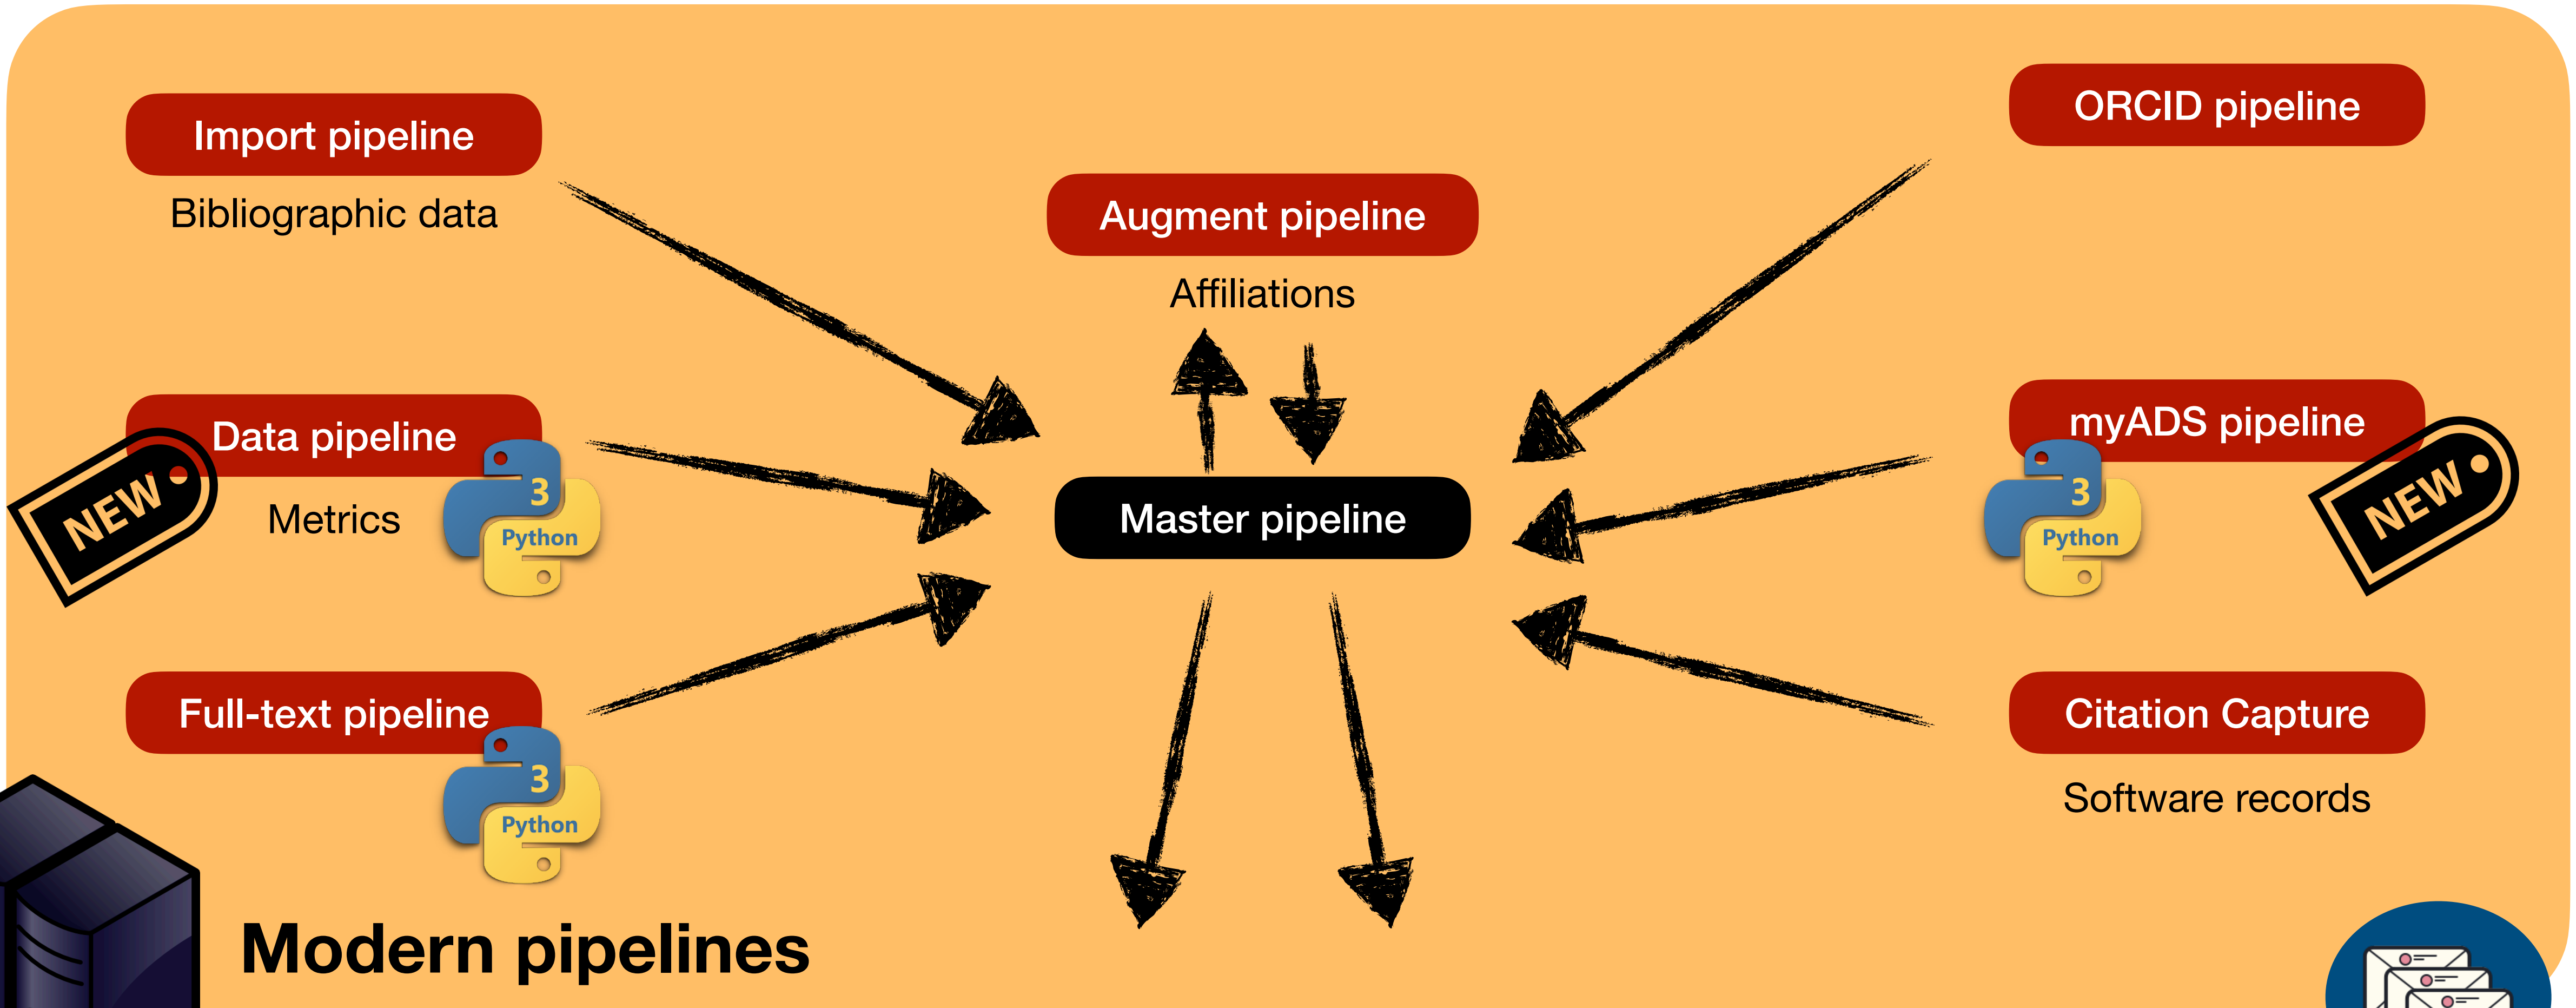 Import pipeline
Bibliographic data
ORCID pipeline
Augment pipeline
Affiliations
Data pipeline
NEW
Metrics
3
Python
Master pipeline
myADS pipeline
3
Python
NEW
Full-text pipeline
3
Python
Citation Capture
Software records
Modern pipelines